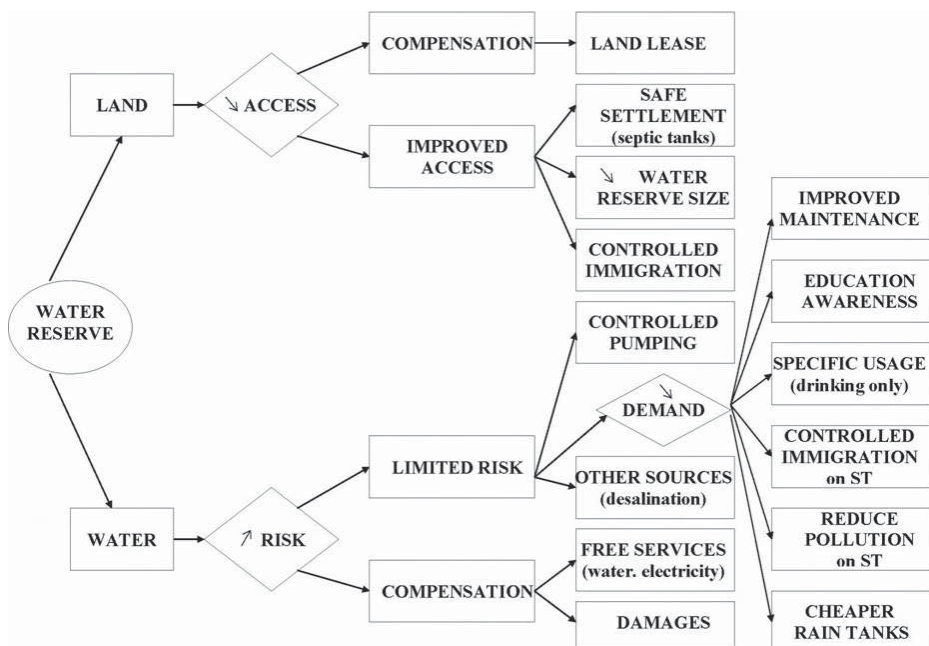 WATER
RESERVE
LAND
↘ ACCESS
COMPENSATION
LAND LEASE
IMPROVED
ACCESS
SAFE
SETTLEMENT
(septic tanks)
↘ WATER
RESERVE SIZE
CONTROLLED
IMMIGRATION
WATER
↗ RISK
LIMITED RISK
CONTROLLED
PUMPING
↘
DEMAND
IMPROVED
MAINTENANCE
EDUCATION
AWARENESS
SPECIFIC USAGE
(drinking only)
CONTROLLED
IMMIGRATION
on ST
REDUCE
POLLUTION
on ST
CHEAPER
RAIN TANKS
OTHER SOURCES
(desalination)
COMPENSATION
FREE SERVICES
(water. electricity)
DAMAGES